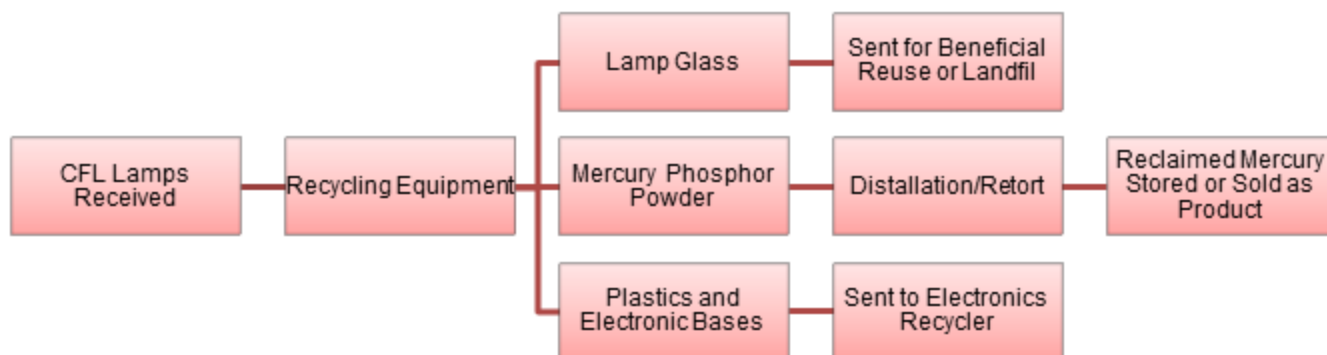 Lamp Glass
Sent for Beneficial
Reuse or Landfil
CFL Lamps
Received
Recycling Equipment
Mercury Phosphor
Powder
Distallation/Retort
Reclaimed Mercury
Stored or Sold as
Product
Plastics and
Electronic Bases
Sent to Electronics
Recycler